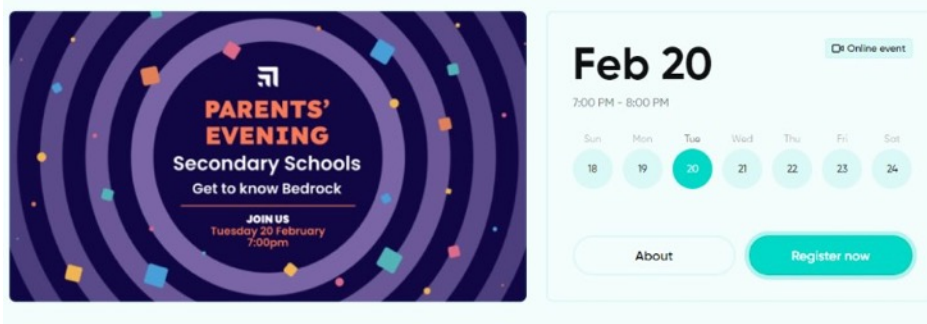 PARENTS'
EVENING
Secondary Schools
Get to know Bedrock
JOIN US
Tuesday 20 February
7:00pm
Feb 20
Online event
7:00 PM - 8:00 PM
Sun Mon Tue Wed Thu Fri Sat
18 19 20 21 22 23 24
About Register now